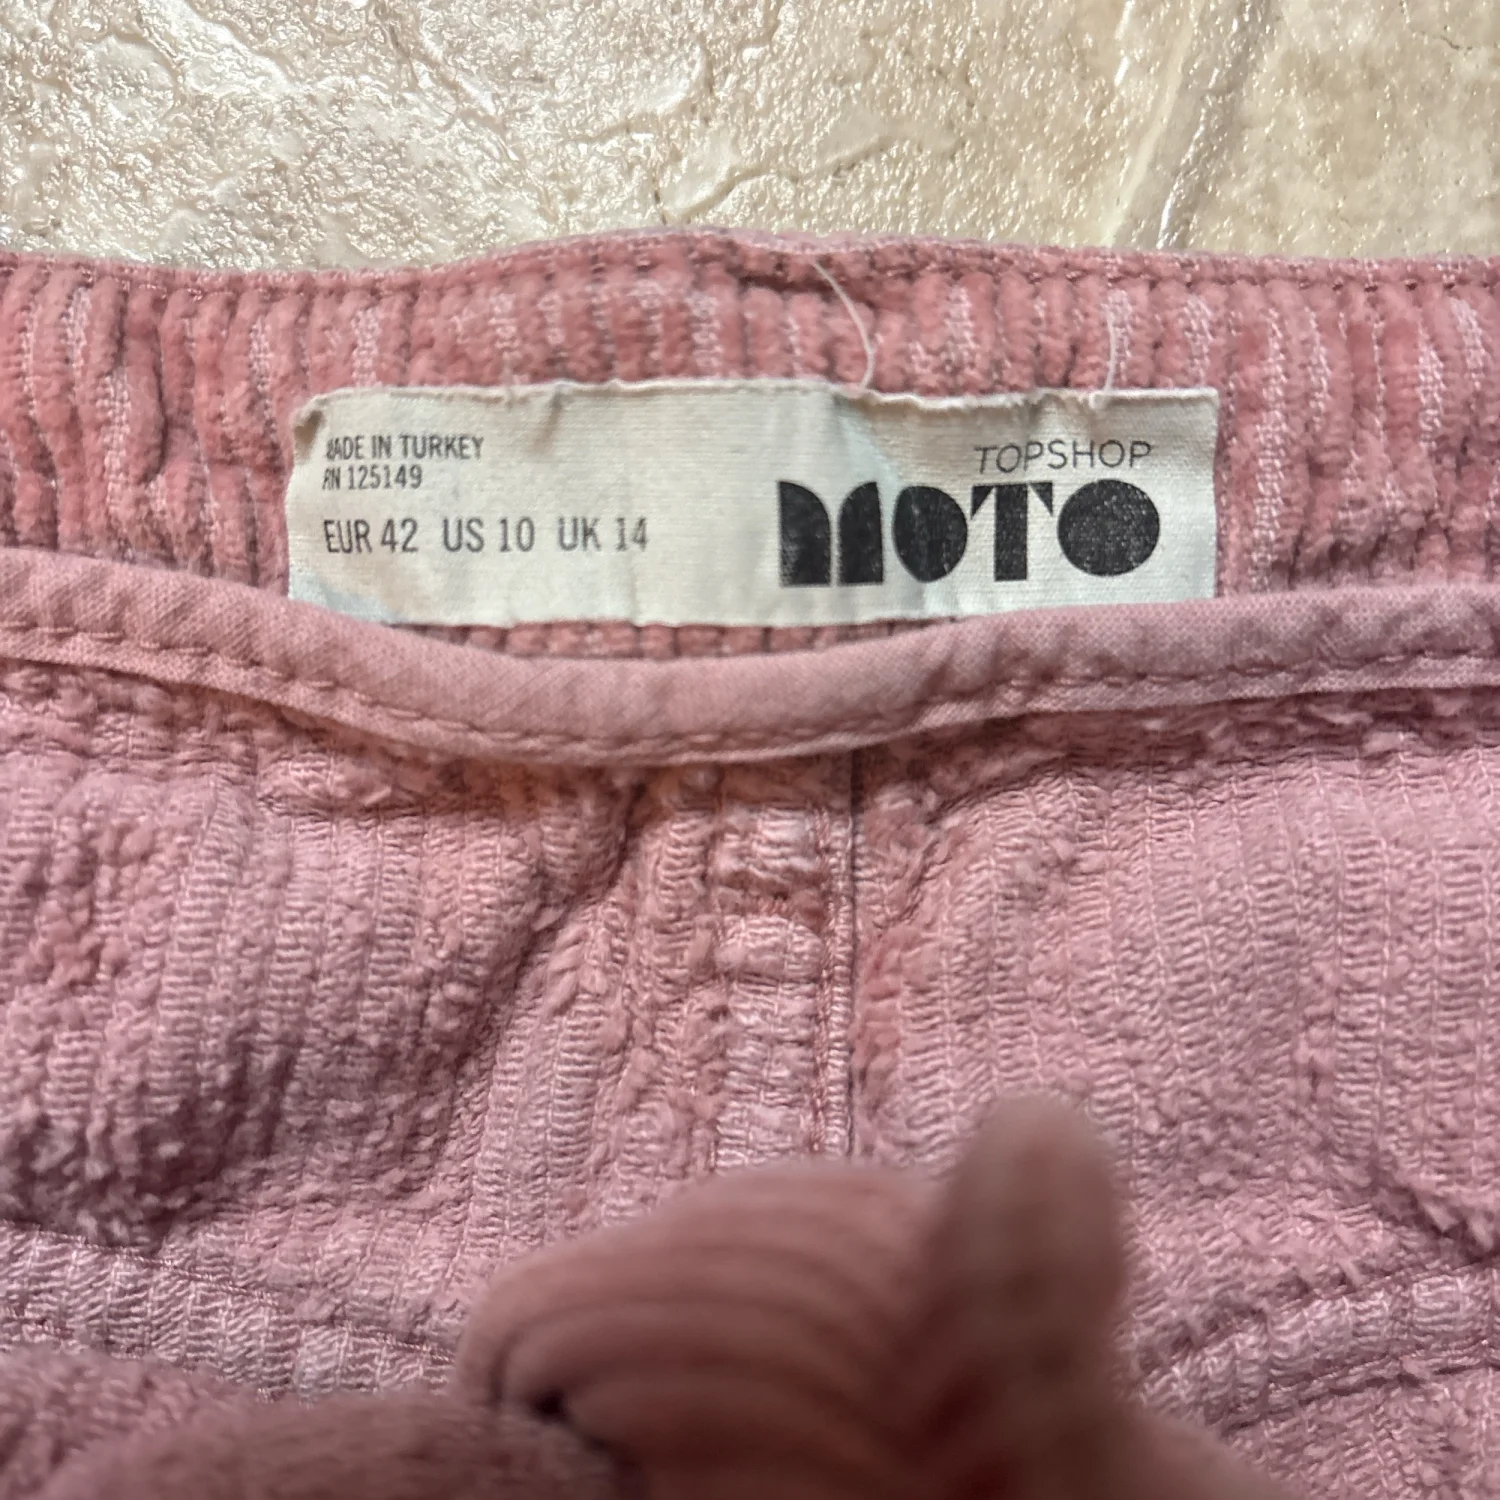 MADE IN TURKEY
RN 125149
EUR 42 US 10 UK 14
TOPSHOP
MOTO